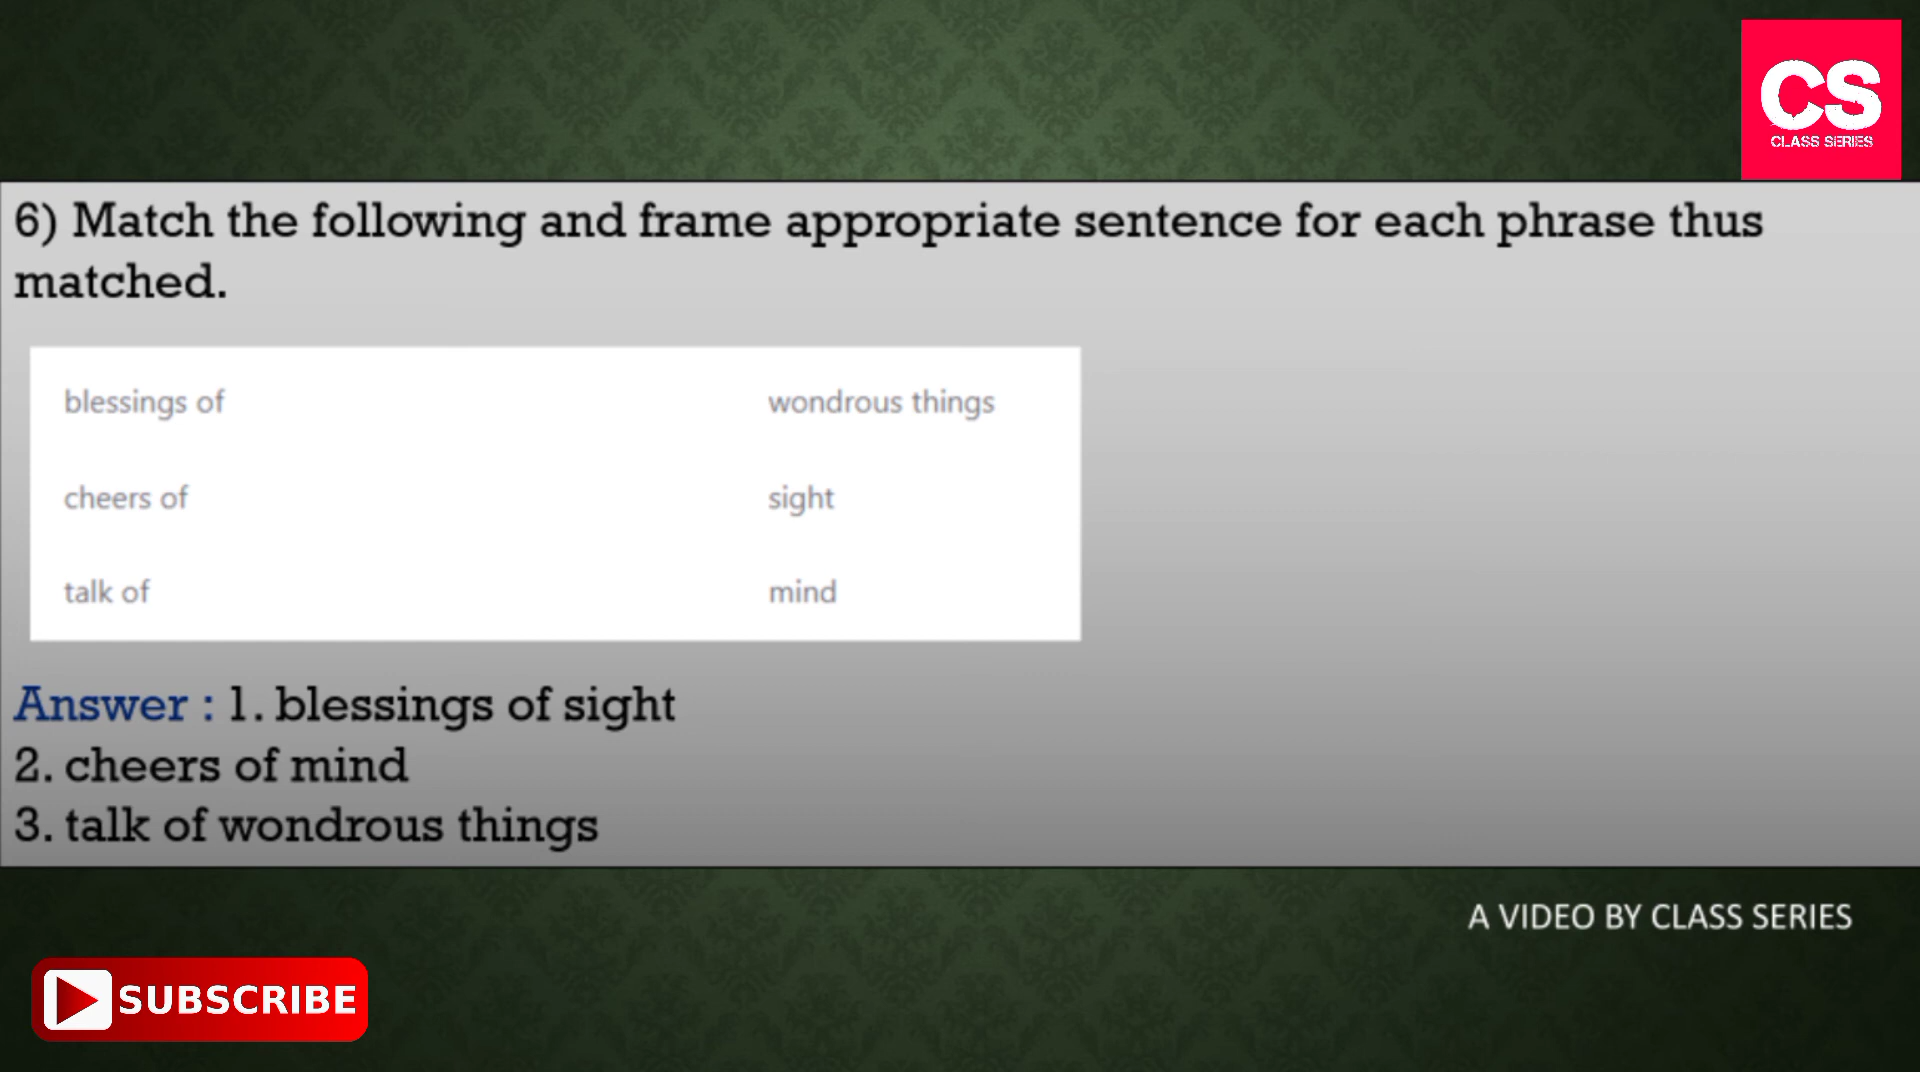 CS
CLASS SERIES
6) Match the following and frame appropriate sentence for each phrase thus
matched.
blessings of wondrous things
cheers of sight
talk of mind
Answer : 1. blessings of sight
2. cheers of mind
3. talk of wondrous things
A VIDEO BY CLASS SERIES
SUBSCRIBE